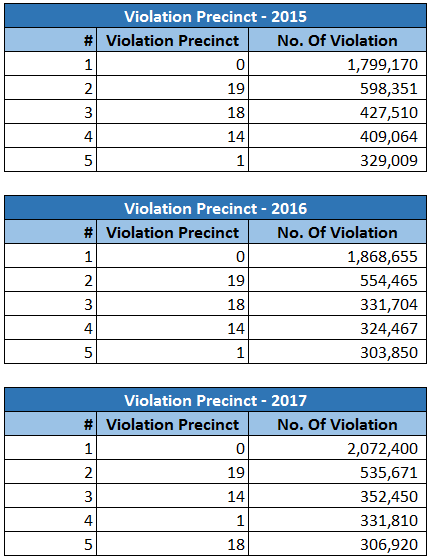 Violation Precinct - 2015
# Violation Precinct No. Of Violation
1 0 1,799,170
2 19 598,351
3 18 427,510
4 14 409,064
5 1 329,009
Violation Precinct - 2016
# Violation Precinct No. Of Violation
1 0 1,868,655
2 19 554,465
3 18 331,704
4 14 324,467
5 1 303,850
Violation Precinct - 2017
# Violation Precinct No. Of Violation
1 0 2,072,400
2 19 535,671
3 14 352,450
4 1 331,810
5 18 306,920